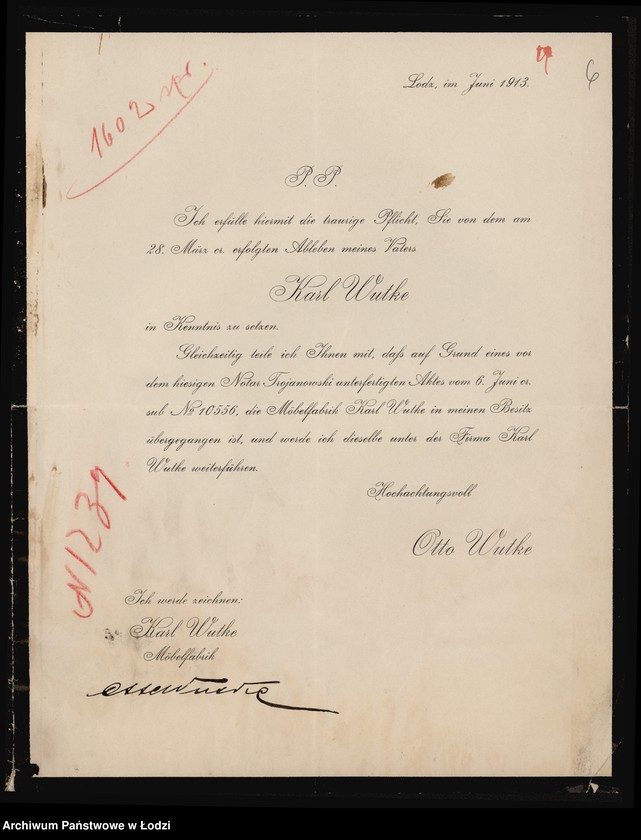 1602 spr.
Lodz, im Juni 1913.
6
P. P.
Ich erfülle hiermit die traurige Pflicht, Sie von dem am
28. März cr. erfolgten Ableben meines Vaters
Karl Wutke
in Kenntnis zu setzen.
Gleichzeitig teile ich Ihnen mit, daſs auf Grund eines vor
dem hiesigen Notar Trojanowski unterfertigten Aktes vom 6. Juni cr.
sub № 10556, die Möbelfabrik Karl Wutke in meinen Besitz
übergegangen ist, und werde ich dieselbe unter der Firma Karl
Wutke weiterführen.
Hochachtungsvoll
Otto Wutke
Ich werde zeichnen:
Karl Wutke
Möbelfabrik
Otto Wutke
Archiwum Państwowe w Łodzi